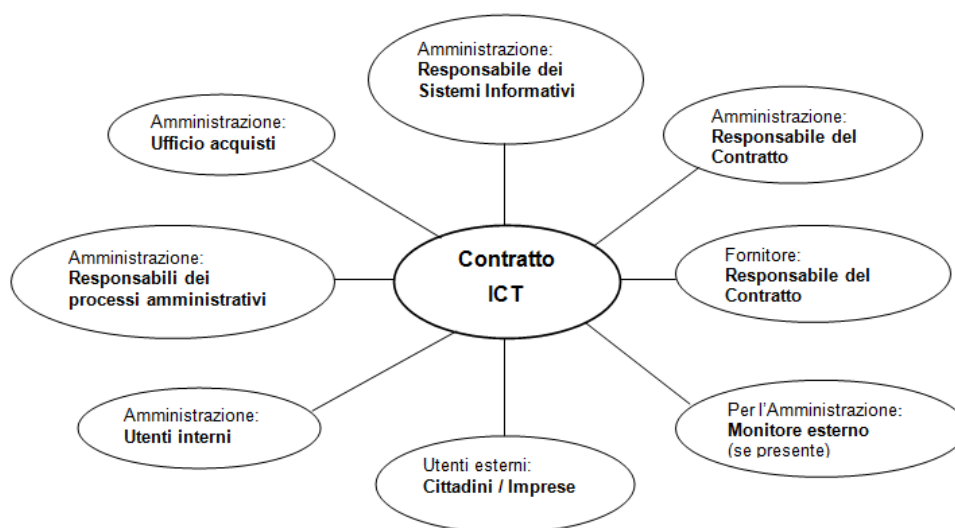 Amministrazione:
Responsabile dei
Sistemi Informativi
Amministrazione:
Ufficio acquisti
Amministrazione:
Responsabile del
Contratto
Amministrazione:
Responsabili dei
processi amministrativi
Contratto
ICT
Fornitore:
Responsabile del
Contratto
Amministrazione:
Utenti interni
Utenti esterni:
Cittadini / Imprese
Per l'Amministrazione:
Monitore esterno
(se presente)